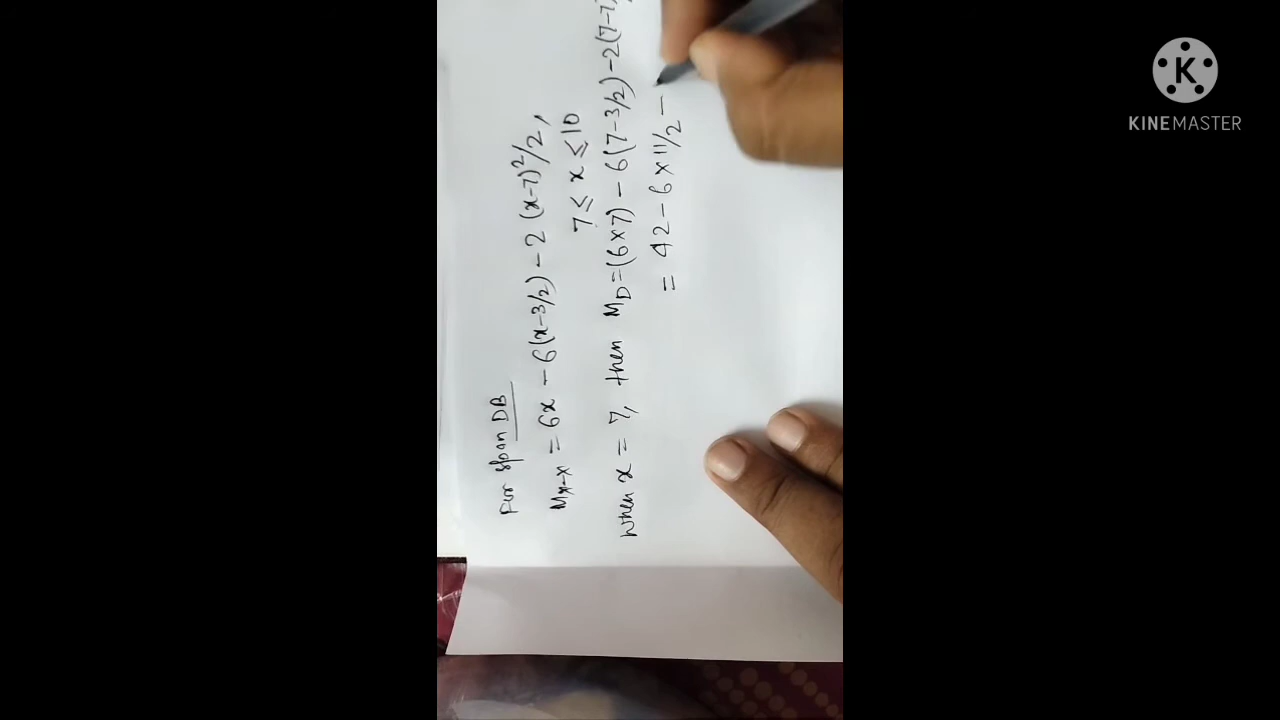 For Span DB
Mx-x = 6x - 6(x-3/2) - 2 (x-7)²/2,
7 ≤ x ≤ 10
When x = 7, then MD = (6×7) - 6(7-3/2) - 2(7-7)
= 42 - 6×11/2 -
KINEMASTER